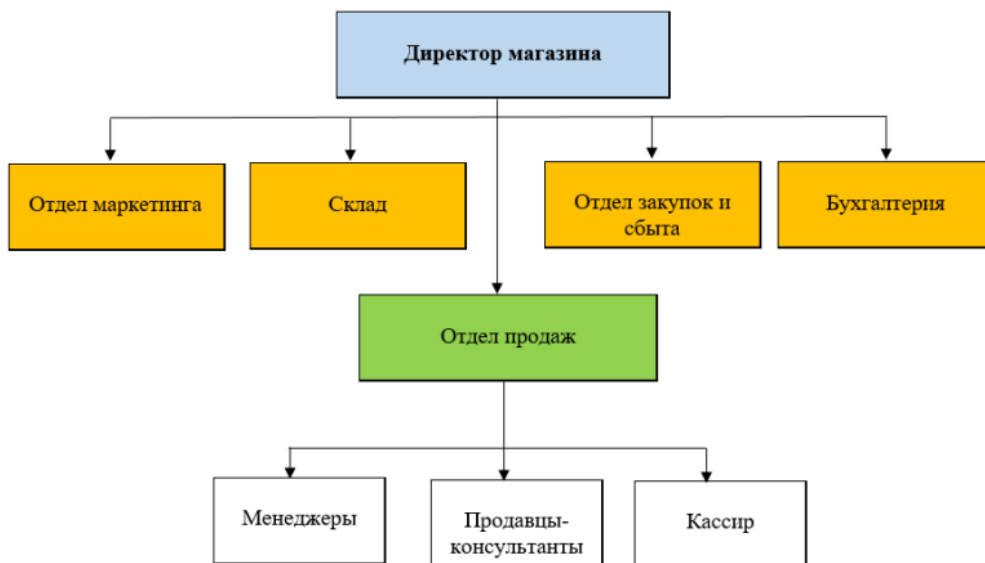 Директор магазина
Отдел маркетинга
Склад
Отдел закупок и
сбыта
Бухгалтерия
Отдел продаж
Менеджеры
Продавцы-
консультанты
Кассир